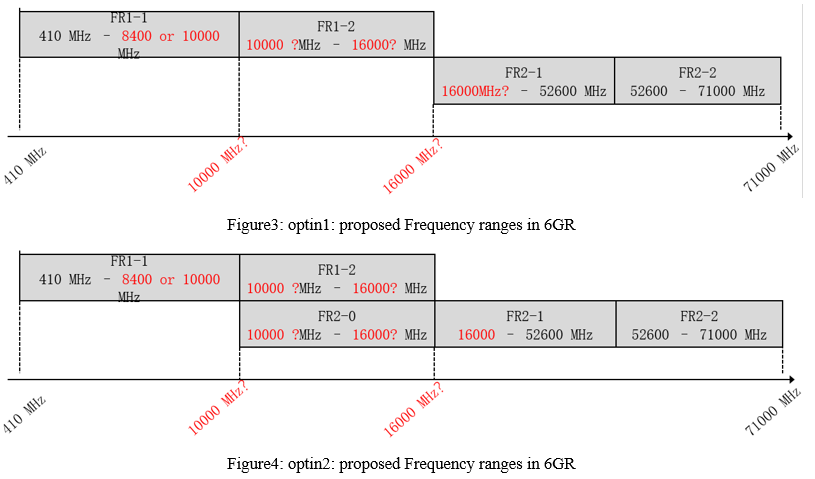 FR1-1
410 MHz - 8400 or 10000
MHz
FR1-2
10000 ?MHz - 16000? MHz
FR2-1
16000MHz? - 52600 MHz
FR2-2
52600 - 71000 MHz
410 MHz
10000 MHz?
16000 MHz?
71000 MHz
Figure3: optin1: proposed Frequency ranges in 6GR
FR1-1
410 MHz - 8400 or 10000
MHz
FR1-2
10000 ?MHz - 16000? MHz
FR2-0
10000 ?MHz - 16000? MHz
FR2-1
16000 - 52600 MHz
FR2-2
52600 - 71000 MHz
410 MHz
10000 MHz?
16000 MHz?
71000 MHz
Figure4: optin2: proposed Frequency ranges in 6GR